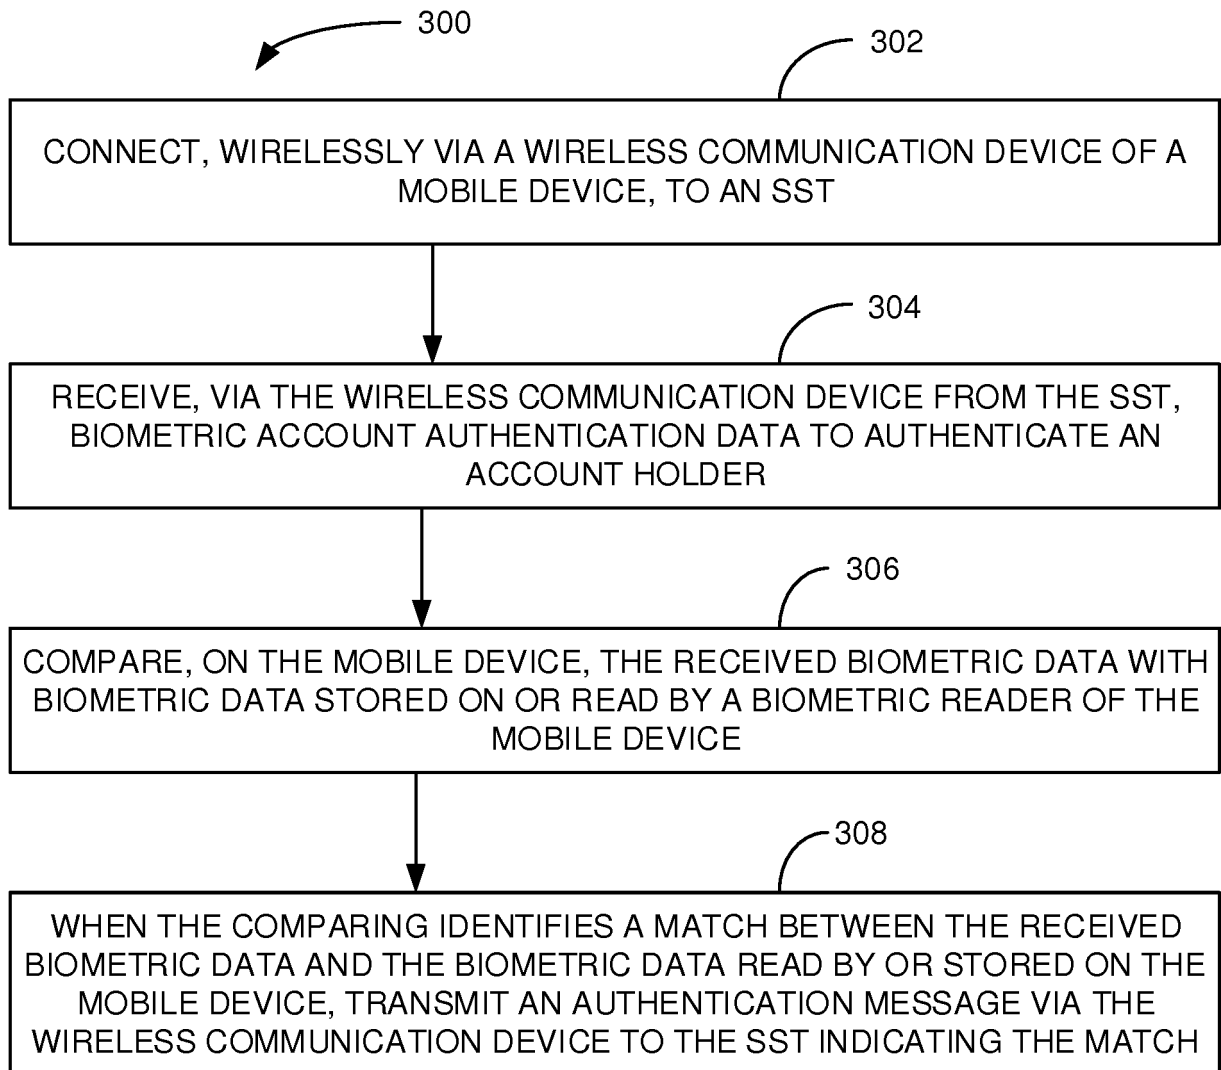 300
302
CONNECT, WIRELESSLY VIA A WIRELESS COMMUNICATION DEVICE OF A
MOBILE DEVICE, TO AN SST
304
RECEIVE, VIA THE WIRELESS COMMUNICATION DEVICE FROM THE SST,
BIOMETRIC ACCOUNT AUTHENTICATION DATA TO AUTHENTICATE AN
ACCOUNT HOLDER
306
COMPARE, ON THE MOBILE DEVICE, THE RECEIVED BIOMETRIC DATA WITH
BIOMETRIC DATA STORED ON OR READ BY A BIOMETRIC READER OF THE
MOBILE DEVICE
308
WHEN THE COMPARING IDENTIFIES A MATCH BETWEEN THE RECEIVED
BIOMETRIC DATA AND THE BIOMETRIC DATA READ BY OR STORED ON THE
MOBILE DEVICE, TRANSMIT AN AUTHENTICATION MESSAGE VIA THE
WIRELESS COMMUNICATION DEVICE TO THE SST INDICATING THE MATCH